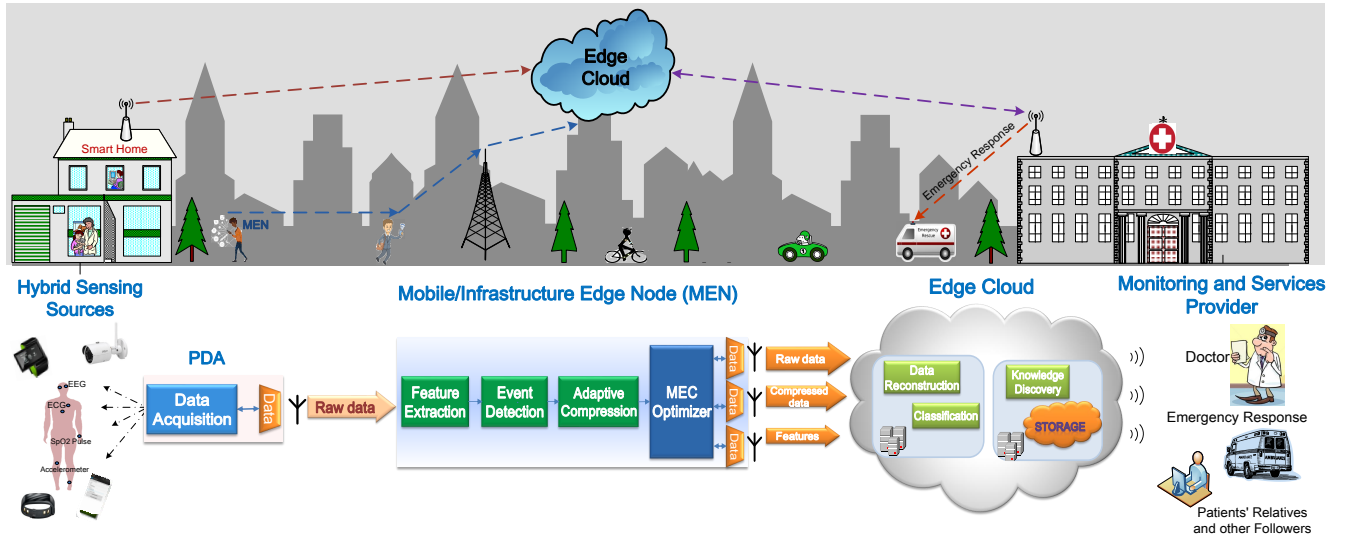 Edge
Cloud
Smart Home
MEN
Emergency Response
Emergency
Rescue
Hybrid Sensing
Sources
Mobile/Infrastructure Edge Node (MEN)
Edge Cloud
Monitoring and Services
Provider
PDA
EEG
ECG
SpO2 Pulse
Accelerometer
Data
Acquisition
Data
Raw data
Feature
Extraction
Event
Detection
Adaptive
Compression
MEC
Optimizer
Data
Data
Data
Raw data
Compressed
data
Features
Data
Reconstruction
Classification
Knowledge
Discovery
STORAGE
Doctor
Emergency Response
AMBULANCE
Patients' Relatives
and other Followers